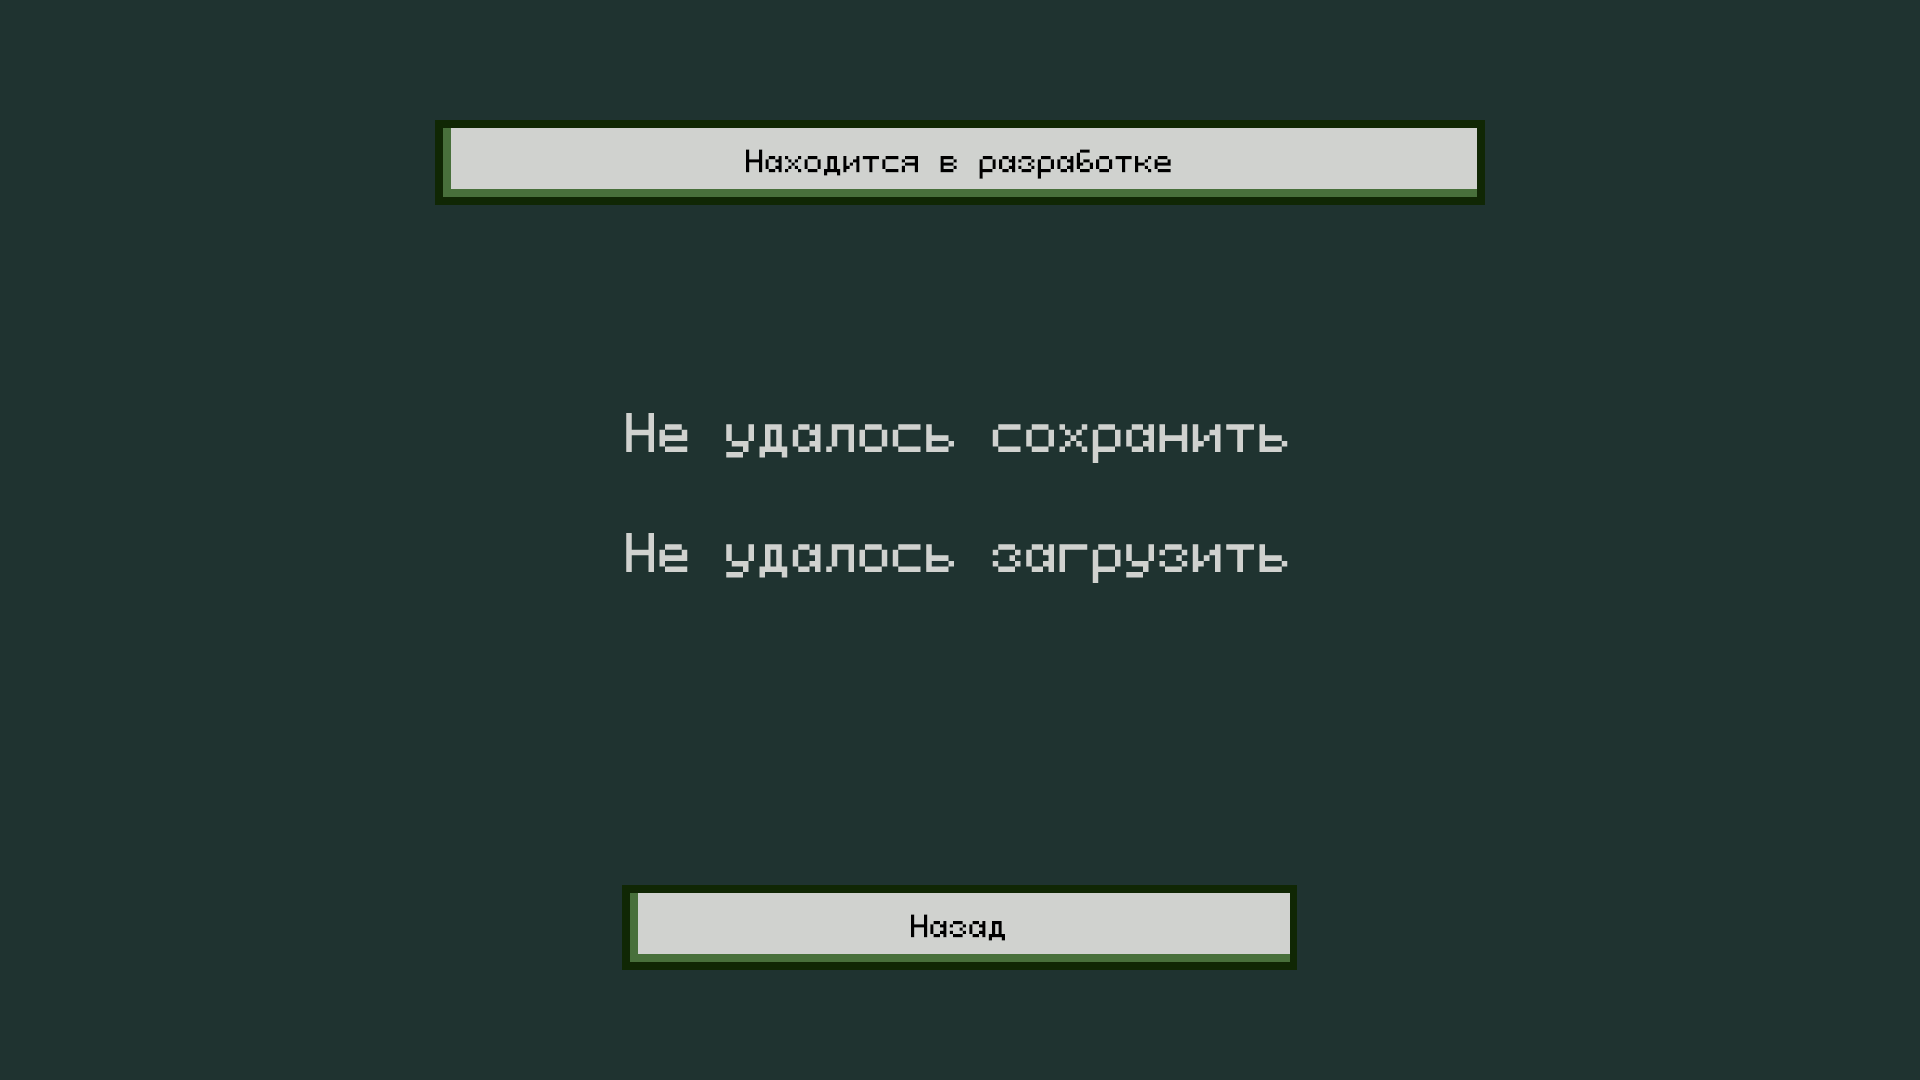 Находится в разработке
Не удалось сохранить
Не удалось загрузить
Назад